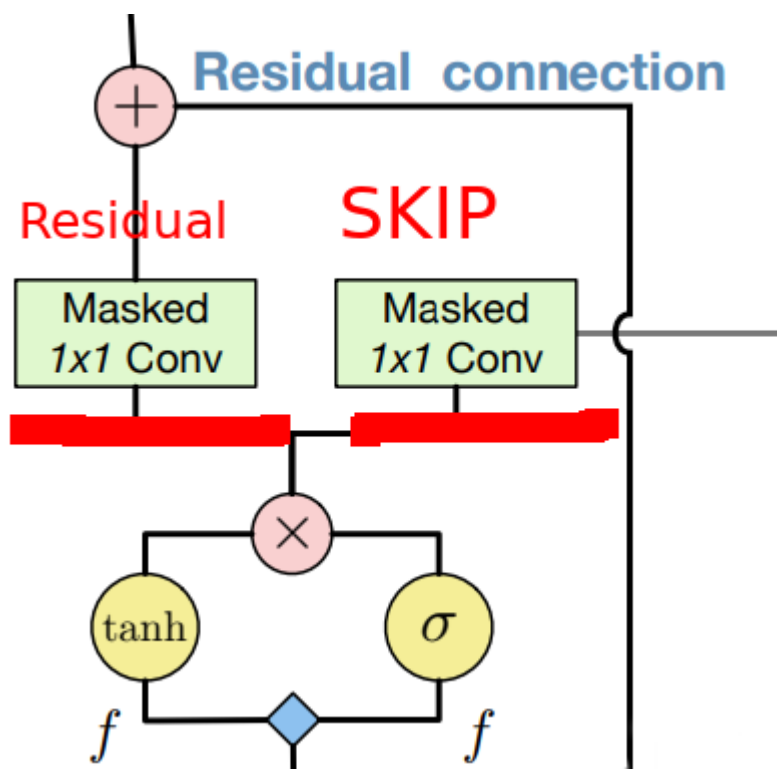 Residual connection
+
Residual
SKIP
Masked
1x1 Conv
Masked
1x1 Conv
×
tanh
σ
f
f